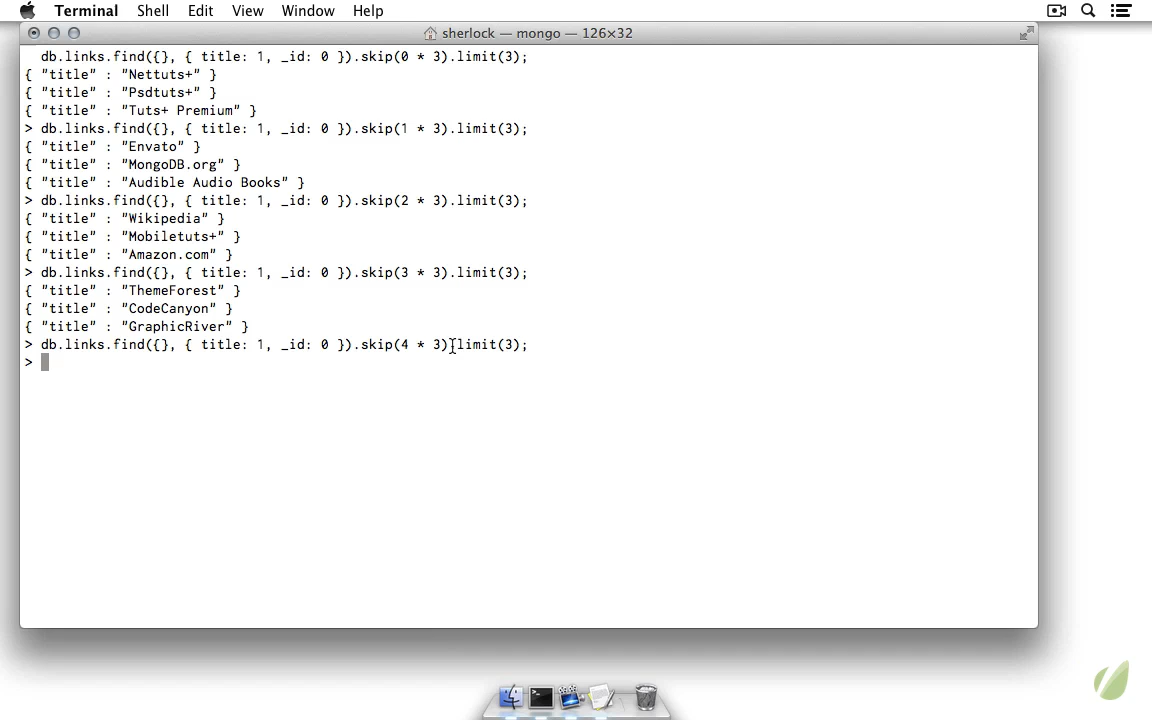 Terminal Shell Edit View Window Help
sherlock — mongo — 126×32
db.links.find({}, { title: 1, _id: 0 }).skip(0 * 3).limit(3);
{ "title" : "Nettuts+" }
{ "title" : "Psdtuts+" }
{ "title" : "Tuts+ Premium" }
> db.links.find({}, { title: 1, _id: 0 }).skip(1 * 3).limit(3);
{ "title" : "Envato" }
{ "title" : "MongoDB.org" }
{ "title" : "Audible Audio Books" }
> db.links.find({}, { title: 1, _id: 0 }).skip(2 * 3).limit(3);
{ "title" : "Wikipedia" }
{ "title" : "Mobiletuts+" }
{ "title" : "Amazon.com" }
> db.links.find({}, { title: 1, _id: 0 }).skip(3 * 3).limit(3);
{ "title" : "ThemeForest" }
{ "title" : "CodeCanyon" }
{ "title" : "GraphicRiver" }
> db.links.find({}, { title: 1, _id: 0 }).skip(4 * 3).limit(3);
>